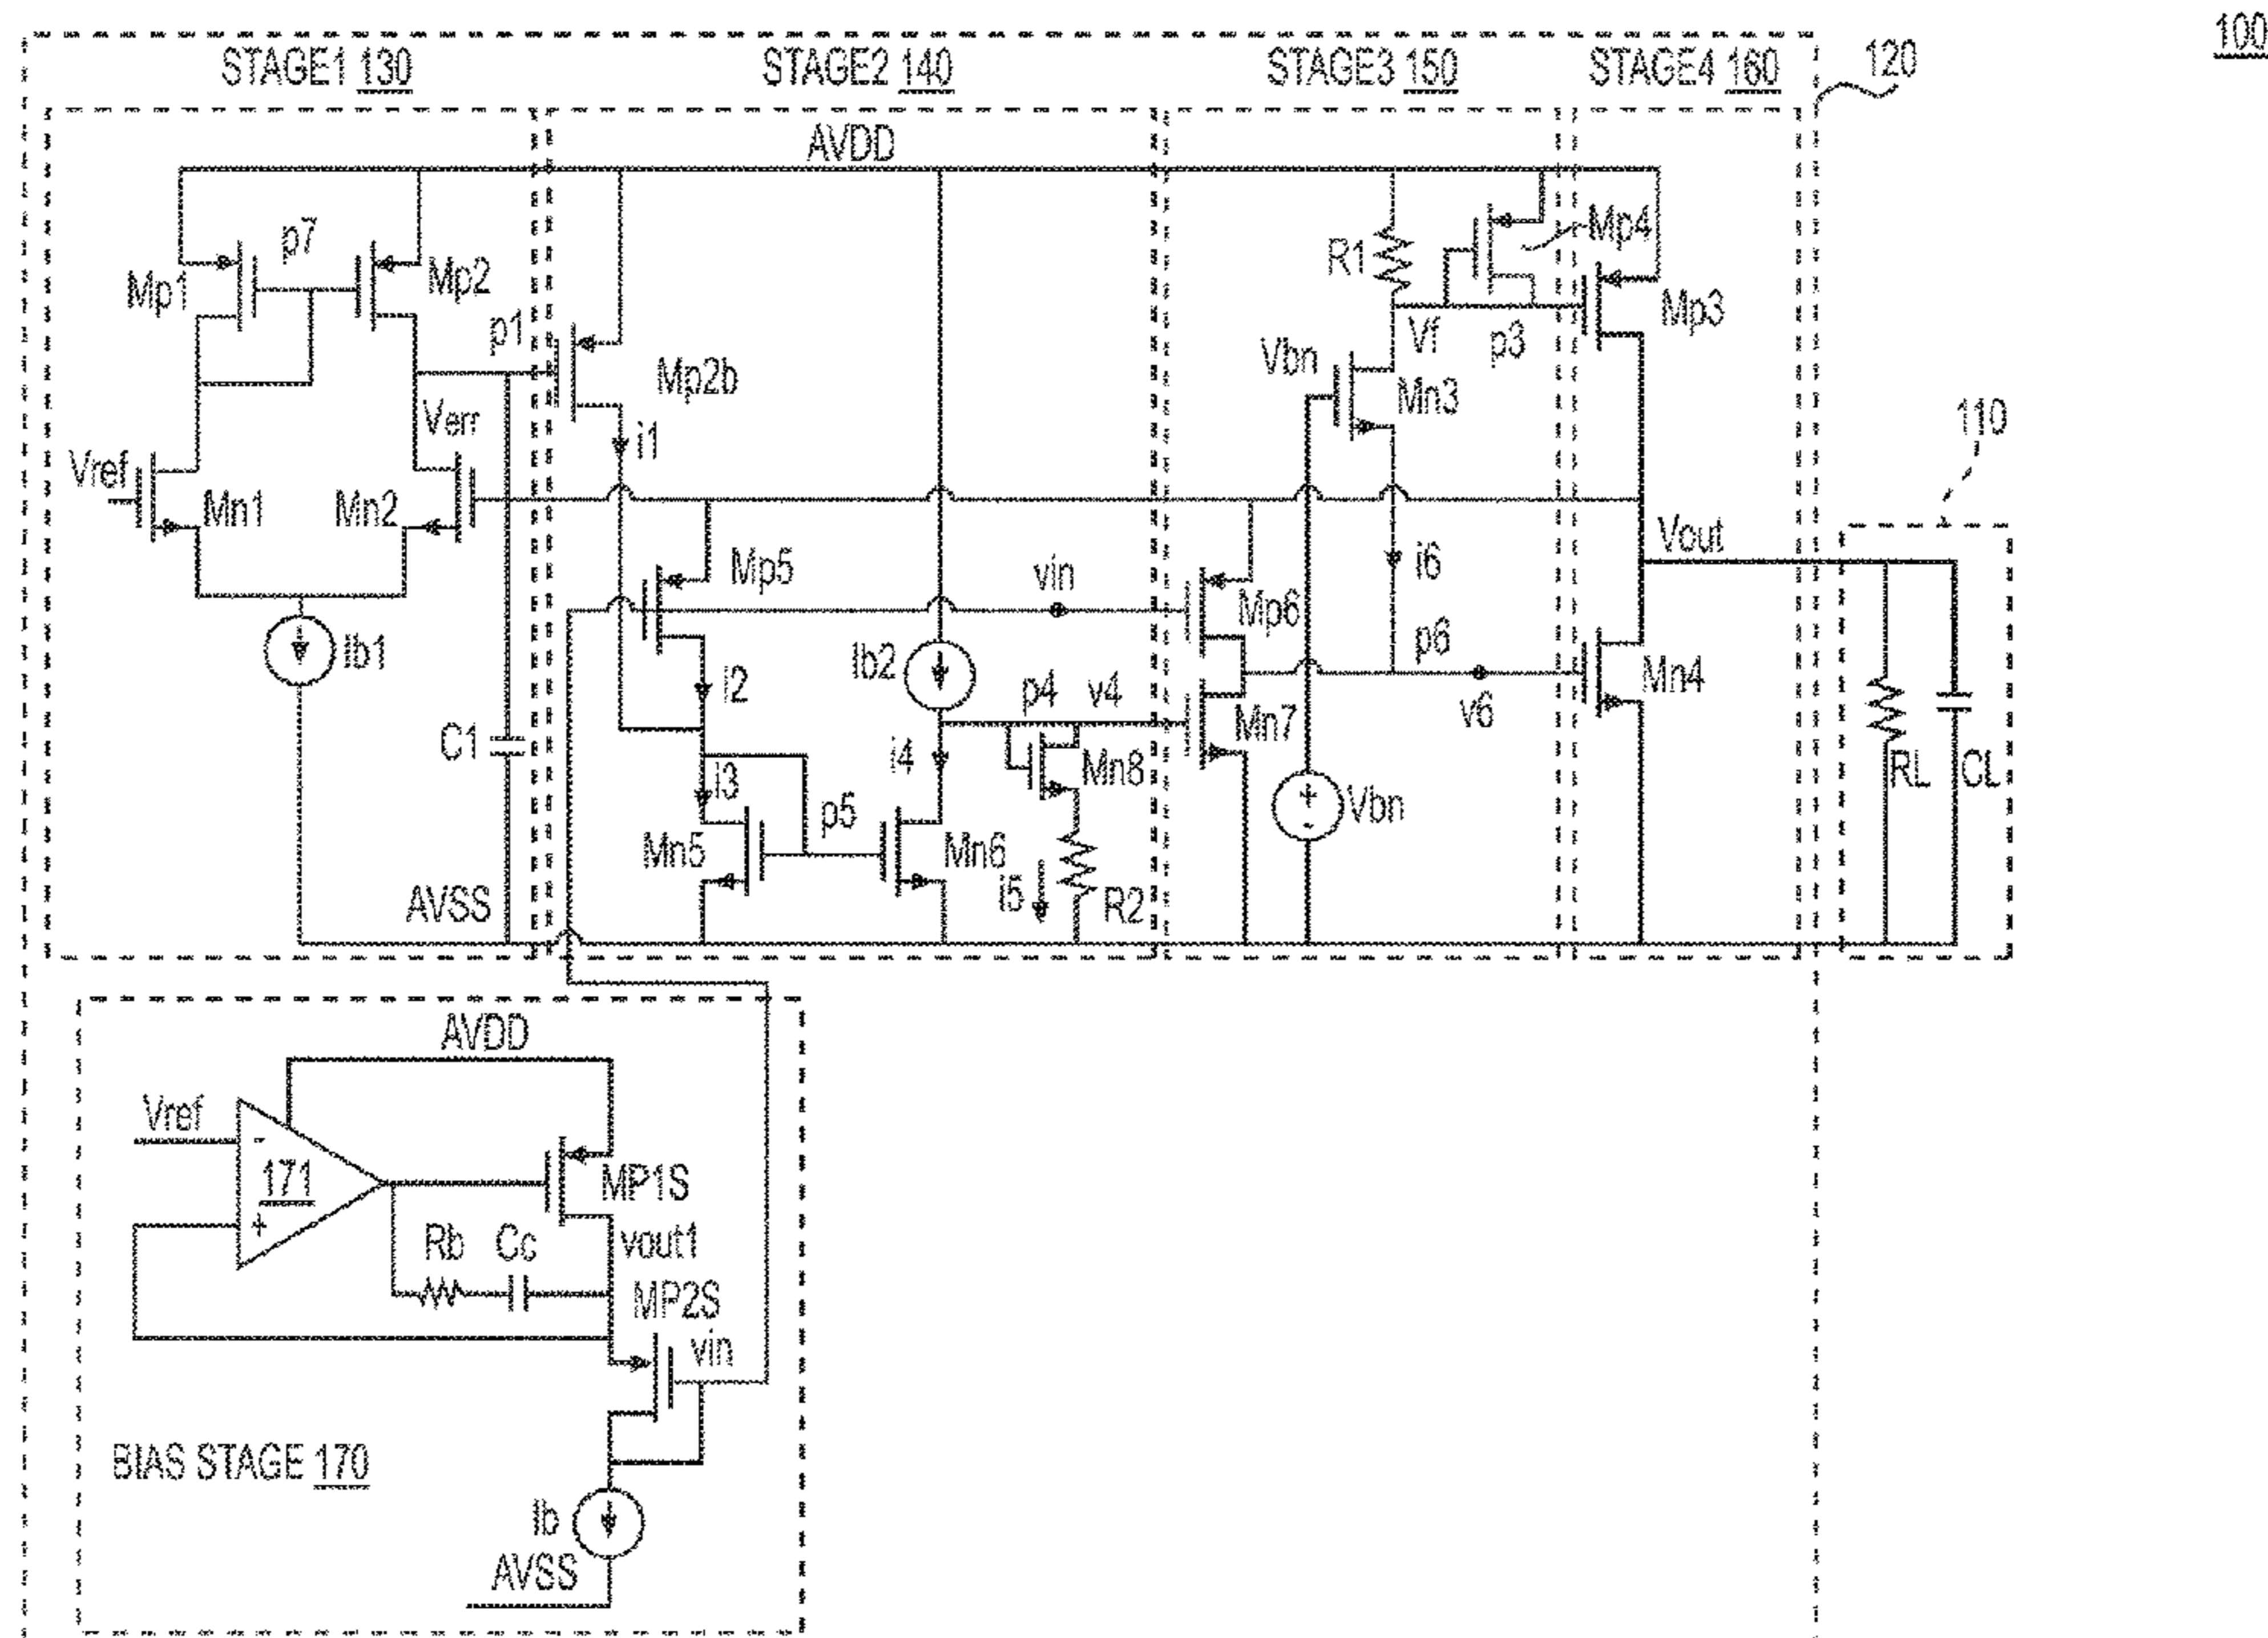 100
STAGE1 130
STAGE2 140
STAGE3 150
STAGE4 160
120
AVDD
p7
Mp1
Mp2
p1
Mp2b
R1
Mp4
Mp3
Vf
p3
Vbn
Mn3
110
Verr
i1
Vref
Mn1
Mn2
Vout
Mp5
vin
Mp6
i6
Ib1
i2
Ib2
p4
v4
p6
v6
Mn4
C1
i3
i4
Mn8
Mn7
RL
CL
Mn5
p5
Mn6
i5
R2
Vbn
+
-
AVSS
AVDD
Vref
-
171
+
MP1S
Rb
Cc
vout1
MP2S
vin
BIAS STAGE 170
Ib
AVSS